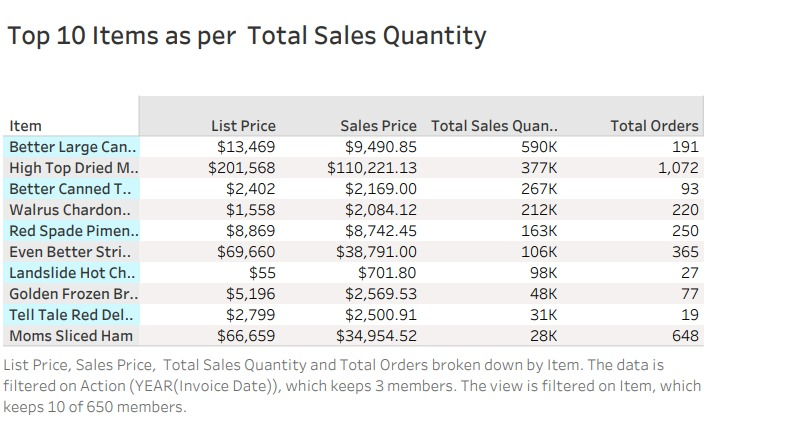 Top 10 Items as per Total Sales Quantity
Item List Price Sales Price Total Sales Quan.. Total Orders
Better Large Can.. $13,469 $9,490.85 590K 191
High Top Dried M.. $201,568 $110,221.13 377K 1,072
Better Canned T.. $2,402 $2,169.00 267K 93
Walrus Chardon.. $1,558 $2,084.12 212K 220
Red Spade Pimen.. $8,869 $8,742.45 163K 250
Even Better Stri.. $69,660 $38,791.00 106K 365
Landslide Hot Ch.. $55 $701.80 98K 27
Golden Frozen Br.. $5,196 $2,569.53 48K 77
Tell Tale Red Del.. $2,799 $2,500.91 31K 19
Moms Sliced Ham $66,659 $34,954.52 28K 648
List Price, Sales Price, Total Sales Quantity and Total Orders broken down by Item. The data is
filtered on Action (YEAR(Invoice Date)), which keeps 3 members. The view is filtered on Item, which
keeps 10 of 650 members.